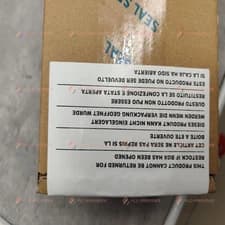 THIS PRODUCT CANNOT BE RETURNED FOR
RESTOCK IF BOX HAS BEEN OPENED
CET ARTICLE NE SERA PAS REPRIS SI LA
BOITE A ETE OUVERTE
DIESES PRODUKT KANNT NICHT EINGELAGERT
WERDEN WENN DIE VERPACKUNG GEOFFNET WURDE
QUESTO PRODOTTO NON PUO ESSERE
RESTITUITO SE LA CONFEZIONE E STATA APERTA
ESTE PRODUCTO NO PUEDE SER DEVUELTO
SI LA CAJA HA SIDO ABIERTA
SEAL